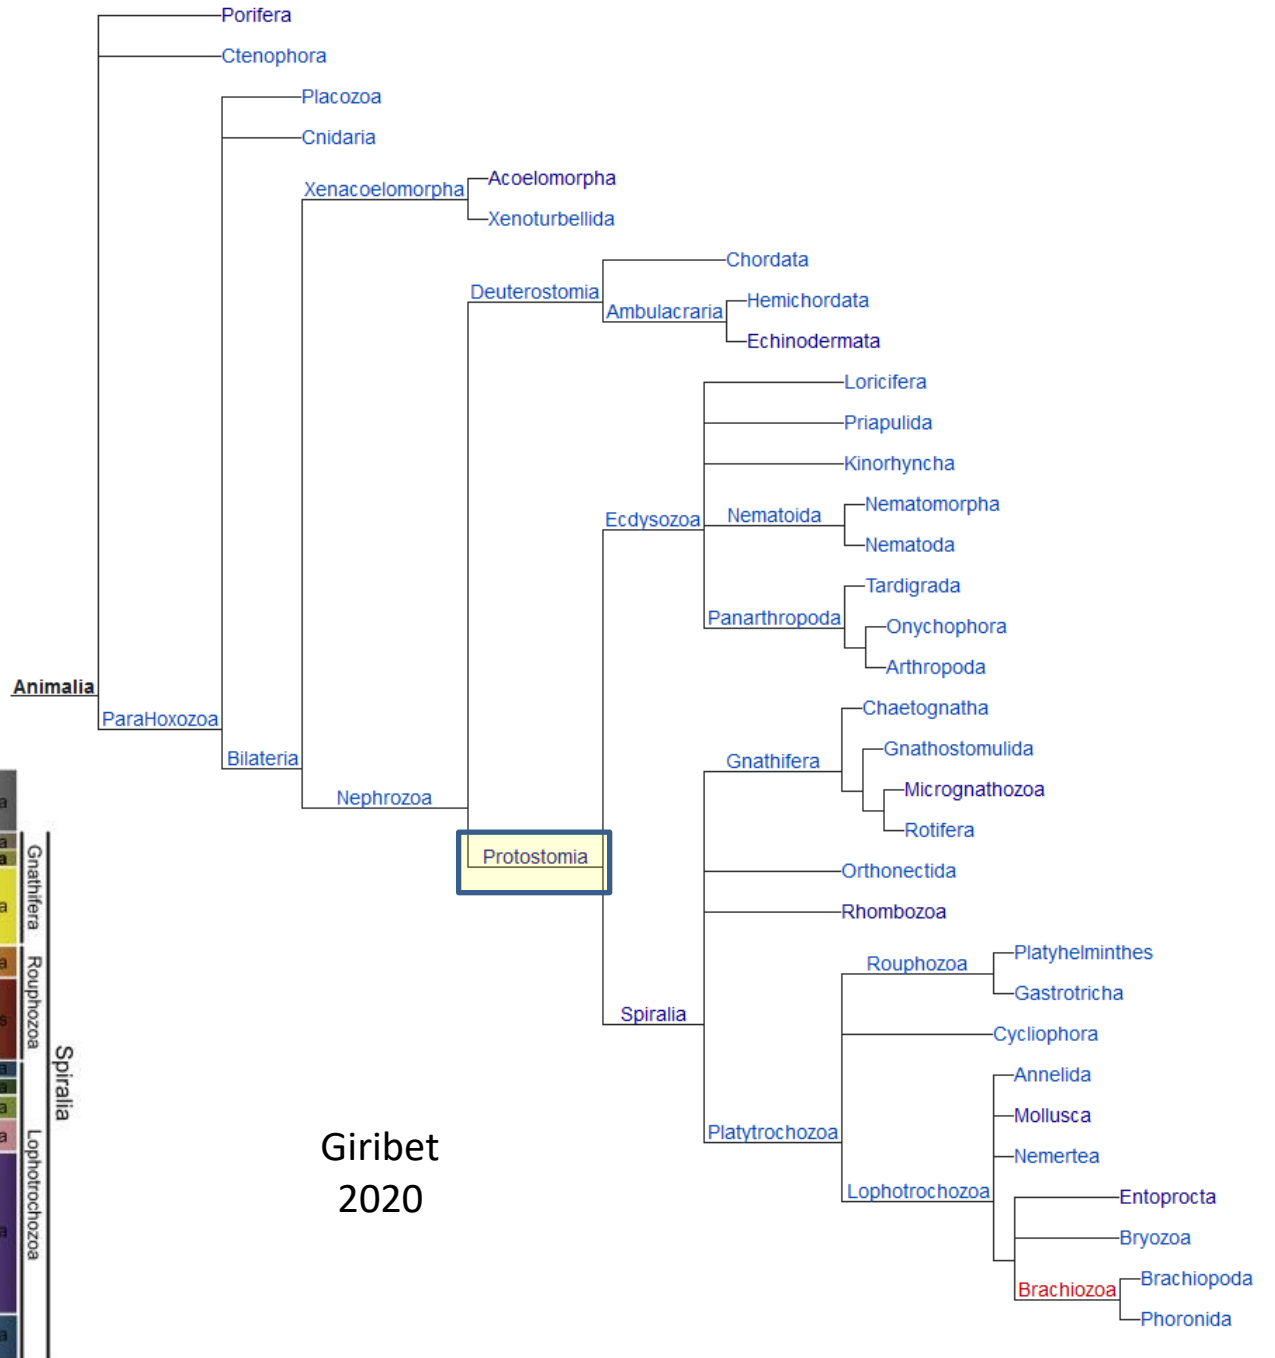 Porifera
Ctenophora
Placozoa
Cnidaria
Acoelomorpha
Xenacoelomorpha
Xenoturbellida
Chordata
Deuterostomia
Hemichordata
Ambulacraria
Echinodermata
Loricifera
Priapulida
Kinorhyncha
Nematomorpha
Ecdysozoa
Nematoida
Nematoda
Tardigrada
Panarthropoda
Onychophora
Arthropoda
Animalia
Chaetognatha
ParaHoxozoa
Gnathostomulida
Bilateria
Gnathifera
Micrognathozoa
Nephrozoa
Rotifera
Protostomia
Orthonectida
Rhombozoa
Platyhelminthes
Rouphozoa
Gastrotricha
Spiralia
Cycliophora
Annelida
Mollusca
Platytrochozoa
Nemertea
Lophotrochozoa
Entoprocta
Bryozoa
Brachiopoda
Brachiozoa
Phoronida
Giribet
2020
Gnathifera
Rouphozoa
Lophotrochozoa
Spiralia
a
a
a
a
a
s
a
a
a
a
a
a